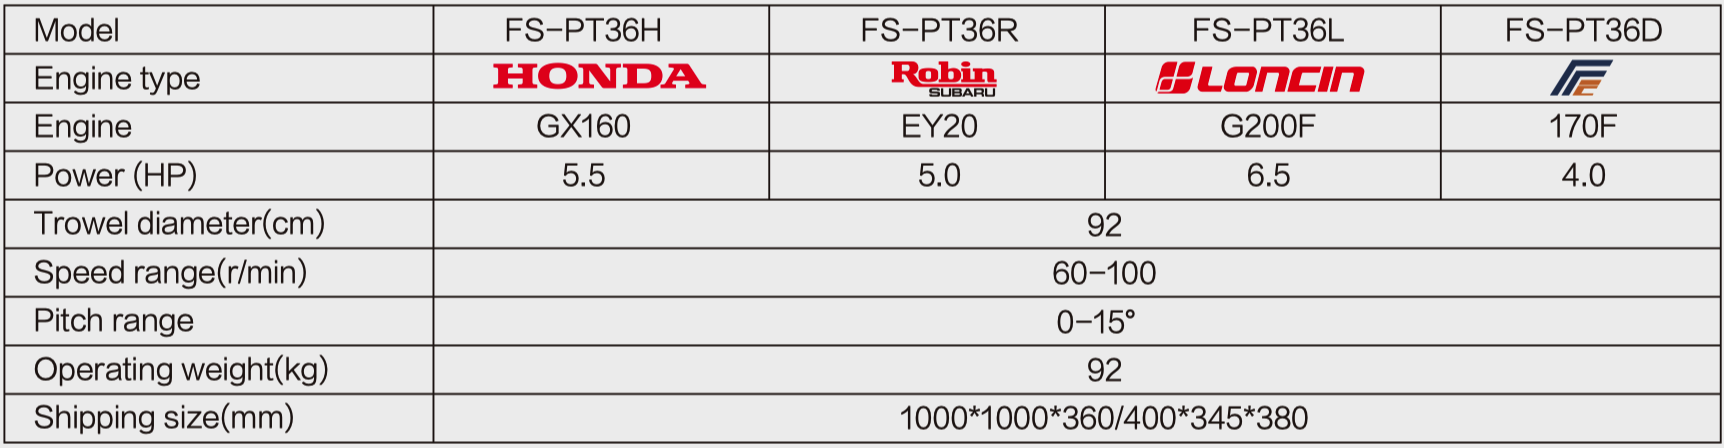 Model FS-PT36H FS-PT36R FS-PT36L FS-PT36D
Engine type HONDA Robin SUBARU LONCIN
Engine GX160 EY20 G200F 170F
Power (HP) 5.5 5.0 6.5 4.0
Trowel diameter(cm) 92
Speed range(r/min) 60-100
Pitch range 0-15°
Operating weight(kg) 92
Shipping size(mm) 1000*1000*360/400*345*380